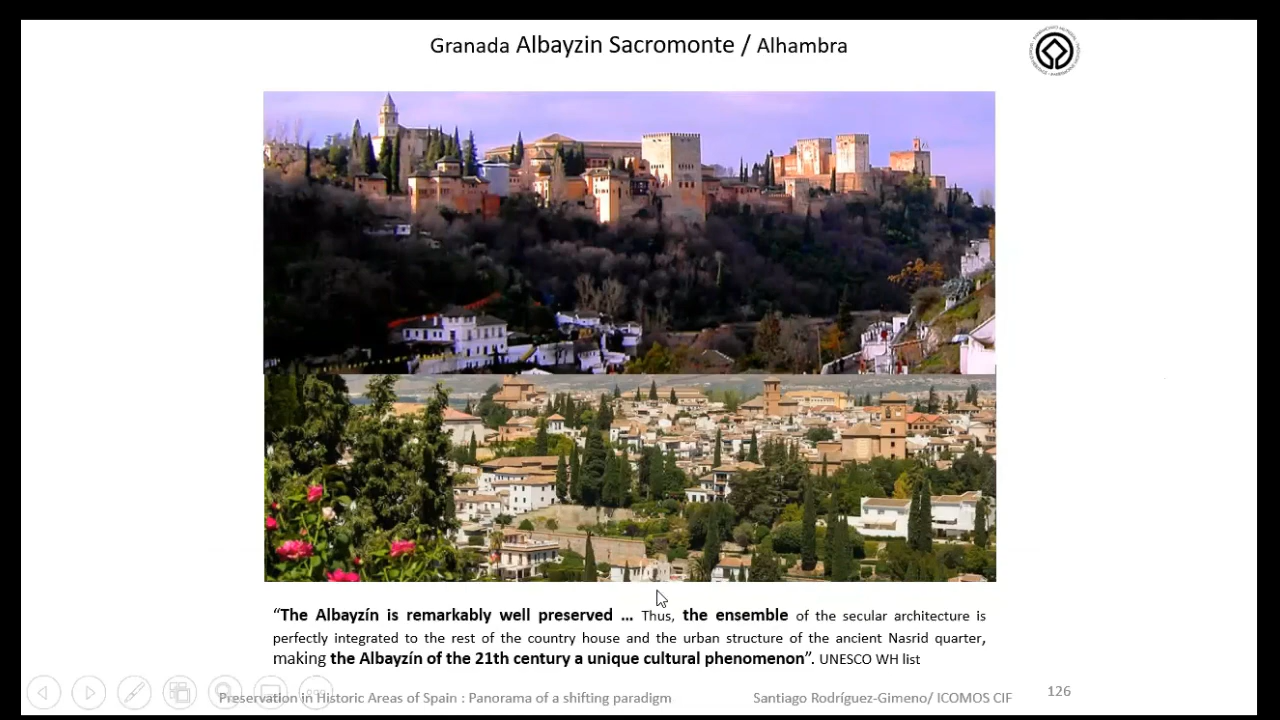 Granada Albayzin Sacromonte / Alhambra
“The Albayzín is remarkably well preserved ... Thus, the ensemble of the secular architecture is
perfectly integrated to the rest of the country house and the urban structure of the ancient Nasrid quarter,
making the Albayzín of the 21th century a unique cultural phenomenon”. UNESCO WH list
Preservation in Historic Areas of Spain : Panorama of a shifting paradigm
Santiago Rodríguez-Gimeno/ ICOMOS CIF
126